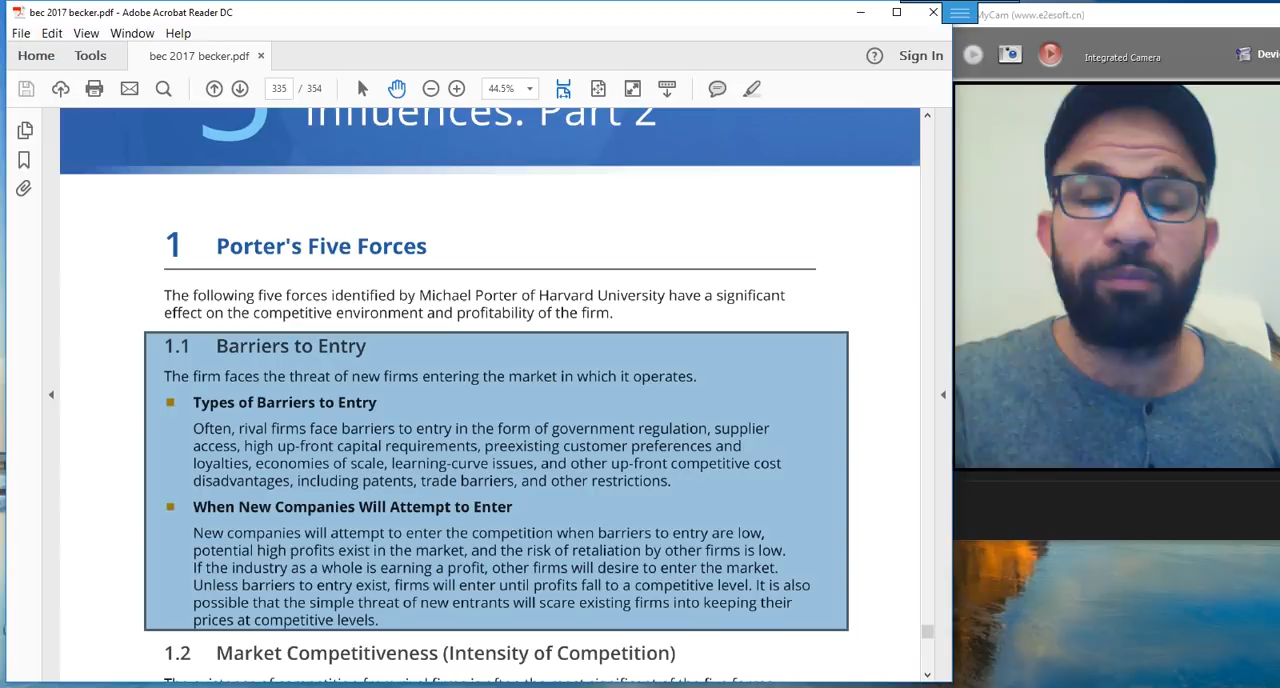 bec 2017 becker.pdf - Adobe Acrobat Reader DC
MyCam (www.e2esoft.cn)
File Edit View Window Help
Home Tools bec 2017 becker.pdf × Sign In
Integrated Camera
335 / 354 44.5%
Influences: Part 2
1 Porter's Five Forces
The following five forces identified by Michael Porter of Harvard University have a significant
effect on the competitive environment and profitability of the firm.
1.1 Barriers to Entry
The firm faces the threat of new firms entering the market in which it operates.
Types of Barriers to Entry
Often, rival firms face barriers to entry in the form of government regulation, supplier
access, high up-front capital requirements, preexisting customer preferences and
loyalties, economies of scale, learning-curve issues, and other up-front competitive cost
disadvantages, including patents, trade barriers, and other restrictions.
When New Companies Will Attempt to Enter
New companies will attempt to enter the competition when barriers to entry are low,
potential high profits exist in the market, and the risk of retaliation by other firms is low.
If the industry as a whole is earning a profit, other firms will desire to enter the market.
Unless barriers to entry exist, firms will enter until profits fall to a competitive level. It is also
possible that the simple threat of new entrants will scare existing firms into keeping their
prices at competitive levels.
1.2 Market Competitiveness (Intensity of Competition)